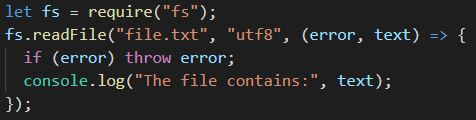 let fs = require("fs");
fs.readFile("file.txt", "utf8", (error, text) => {
  if (error) throw error;
  console.log("The file contains:", text);
});